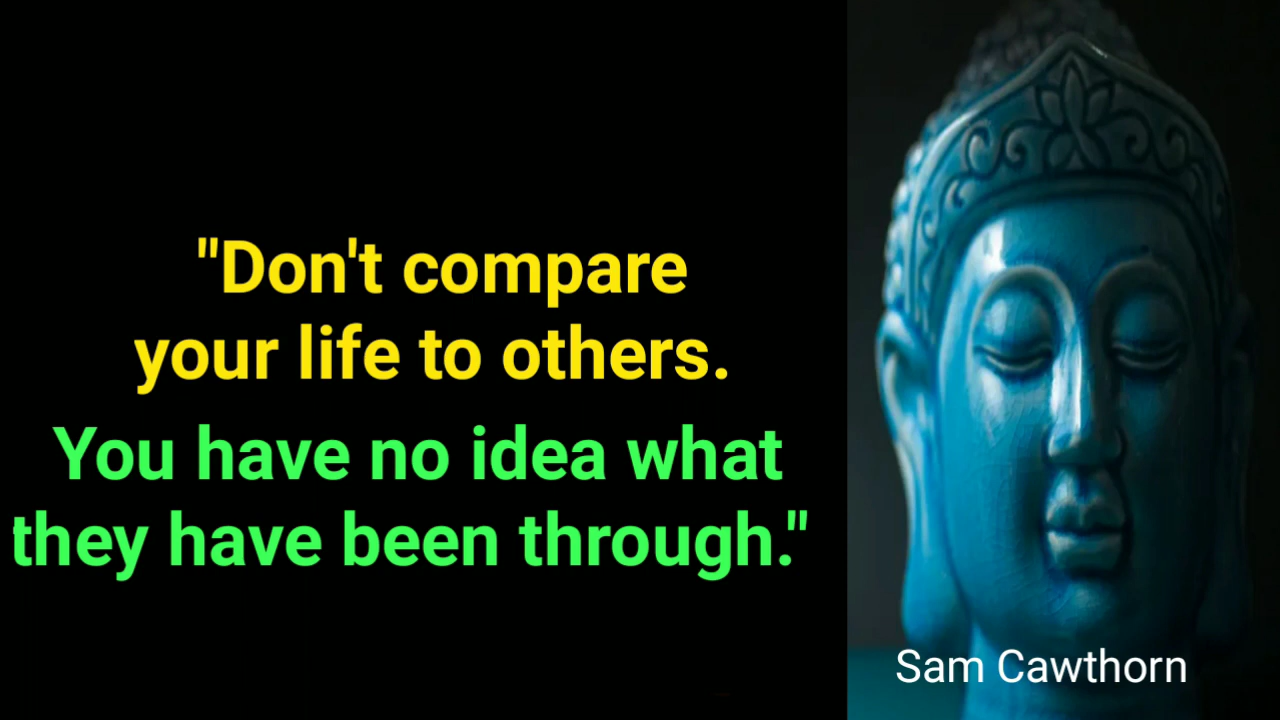 "Don't compare
your life to others.
You have no idea what
they have been through."
Sam Cawthorn